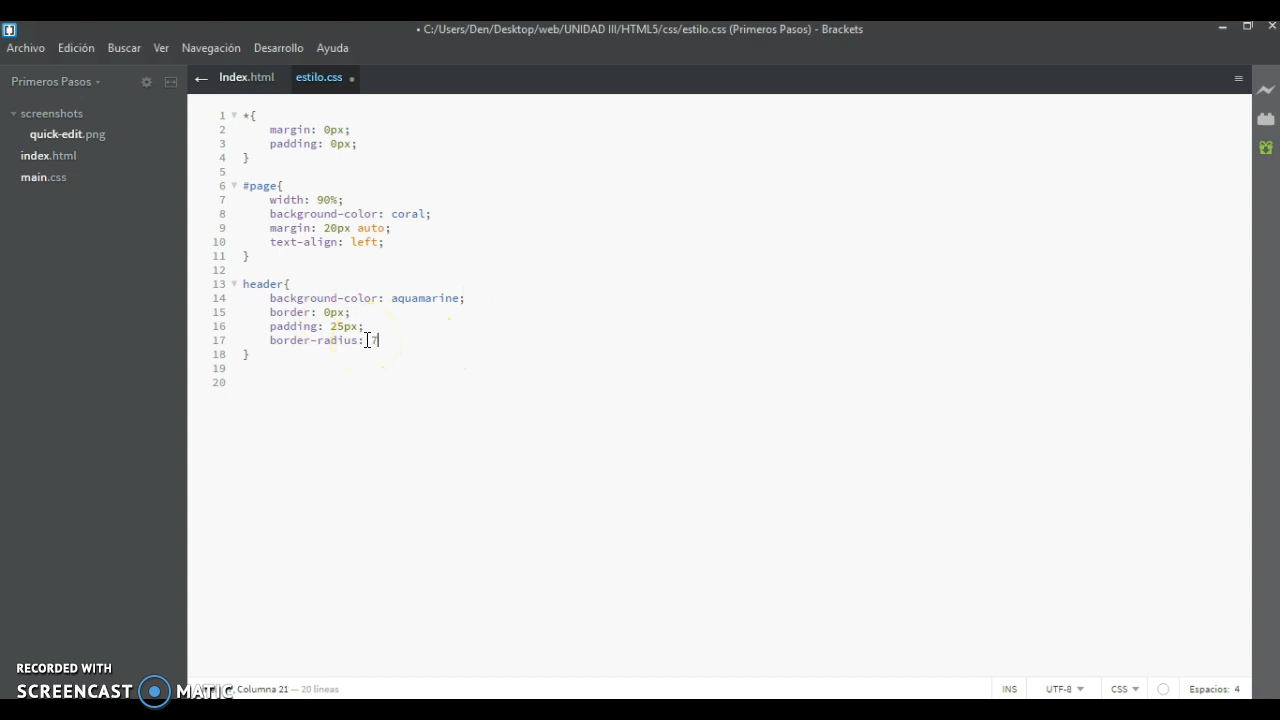 • C:/Users/Den/Desktop/web/UNIDAD III/HTML5/css/estilo.css (Primeros Pasos) - Brackets
Archivo Edición Buscar Ver Navegación Desarrollo Ayuda
Primeros Pasos
Index.html estilo.css
screenshots
quick-edit.png
index.html
main.css
1 *{
2 margin: 0px;
3 padding: 0px;
4 }
5
6 #page{
7 width: 90%;
8 background-color: coral;
9 margin: 20px auto;
10 text-align: left;
11 }
12
13 header{
14 background-color: aquamarine;
15 border: 0px;
16 padding: 25px;
17 border-radius: 7
18 }
19
20
RECORDED WITH
SCREENCAST MATIC
Columna 21 — 20 líneas INS UTF-8 CSS Espacios: 4